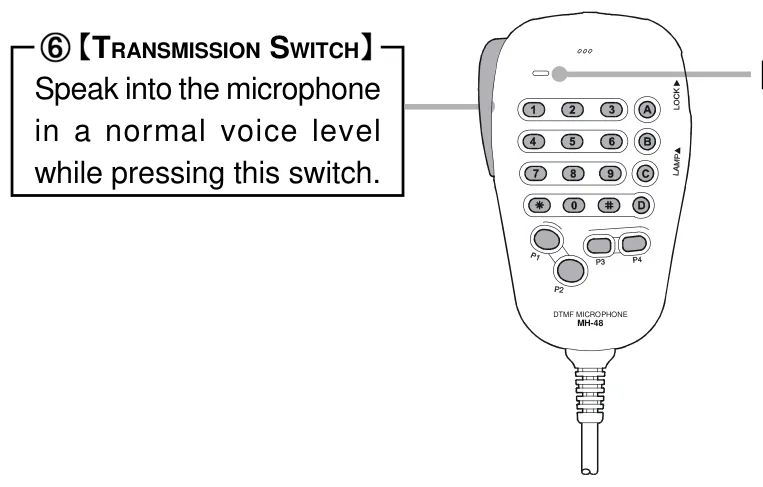 ⑥【TRANSMISSION SWITCH】
Speak into the microphone
in a normal voice level
while pressing this switch.
LOCK▶
1 2 3 A
4 5 6 B
LAMP▶
7 8 9 C
* 0 # D
P1
P2
P3 P4
DTMF MICROPHONE
MH-48